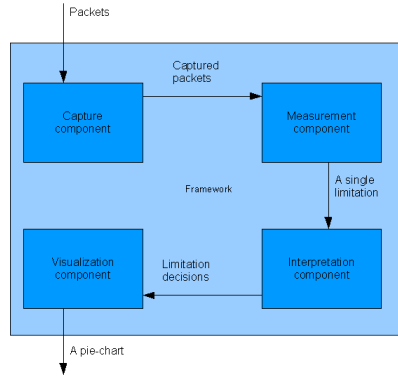 Packets
Captured
packets
Capture
component
Measurement
component
A single
limitation
Framework
Visualization
component
Limitation
decisions
Interpretation
component
A pie-chart